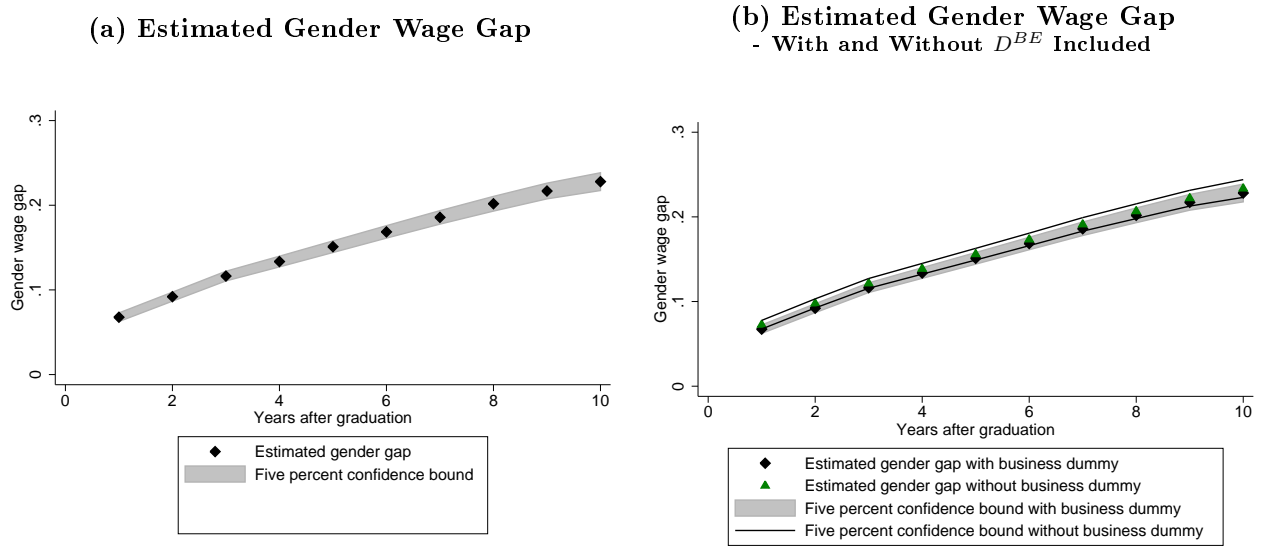 (a) Estimated Gender Wage Gap
.3
.2
.1
0
Gender wage gap
0 2 4 6 8 10
Years after graduation
Estimated gender gap
Five percent confidence bound
(b) Estimated Gender Wage Gap
- With and Without D^{BE} Included
.3
.2
.1
0
Gender wage gap
0 2 4 6 8 10
Years after graduation
Estimated gender gap with business dummy
Estimated gender gap without business dummy
Five percent confidence bound with business dummy
Five percent confidence bound without business dummy